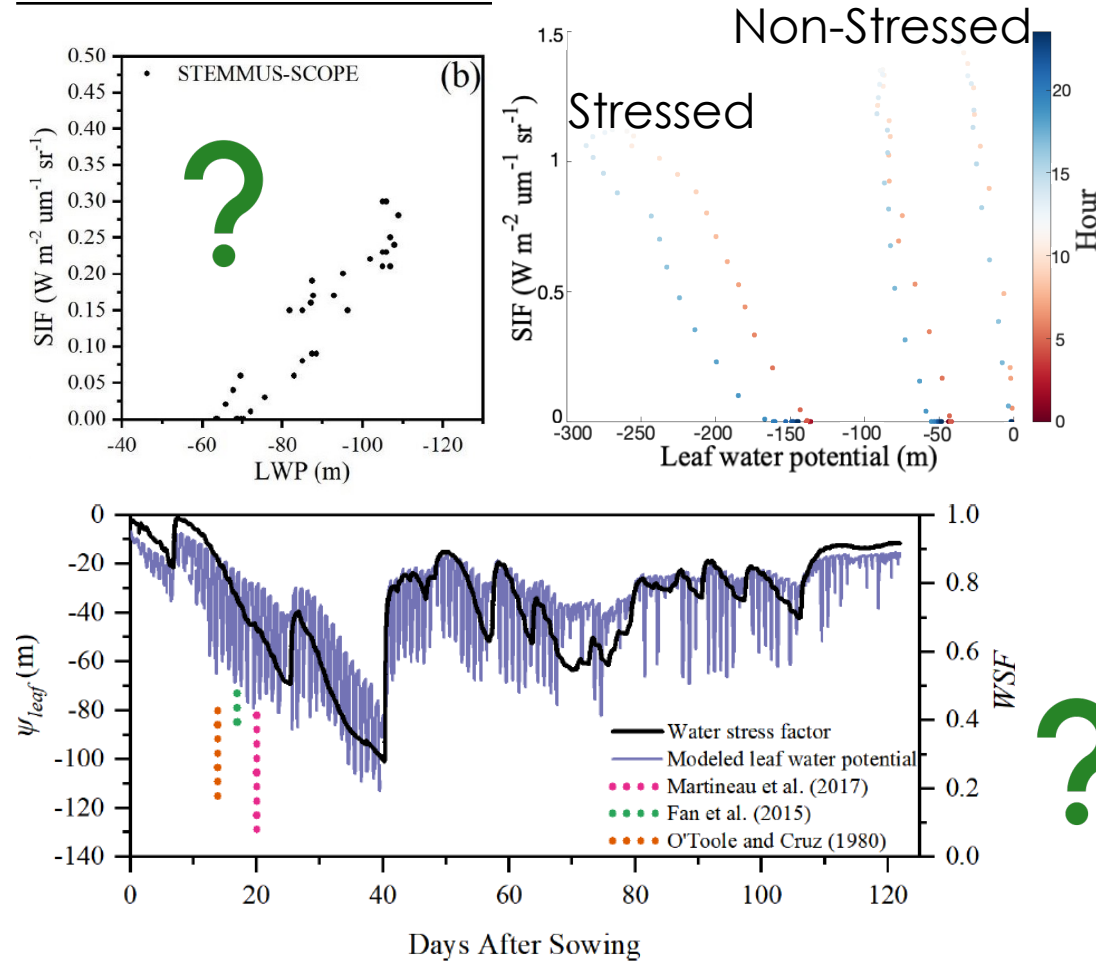 0.50
0.45
0.40
0.35
0.30
0.25
0.20
0.15
0.10
0.05
0.00
SIF (W m-2 um-1 sr-1)
STEMMUS-SCOPE
(b)
?
-40 -60 -80 -100 -120
LWP (m)
Non-Stressed
Stressed
1.5
1
0.5
0
SIF (W m-2 um-1 sr-1)
-300 -250 -200 -150 -100 -50 0
Leaf water potential (m)
20
15
10
5
0
Hour
0
-20
-40
-60
-80
-100
-120
-140
ψleaf (m)
1.0
0.8
0.6
0.4
0.2
0.0
WSF
?
Water stress factor
Modeled leaf water potential
Martineau et al. (2017)
Fan et al. (2015)
O'Toole and Cruz (1980)
0 20 40 60 80 100 120
Days After Sowing